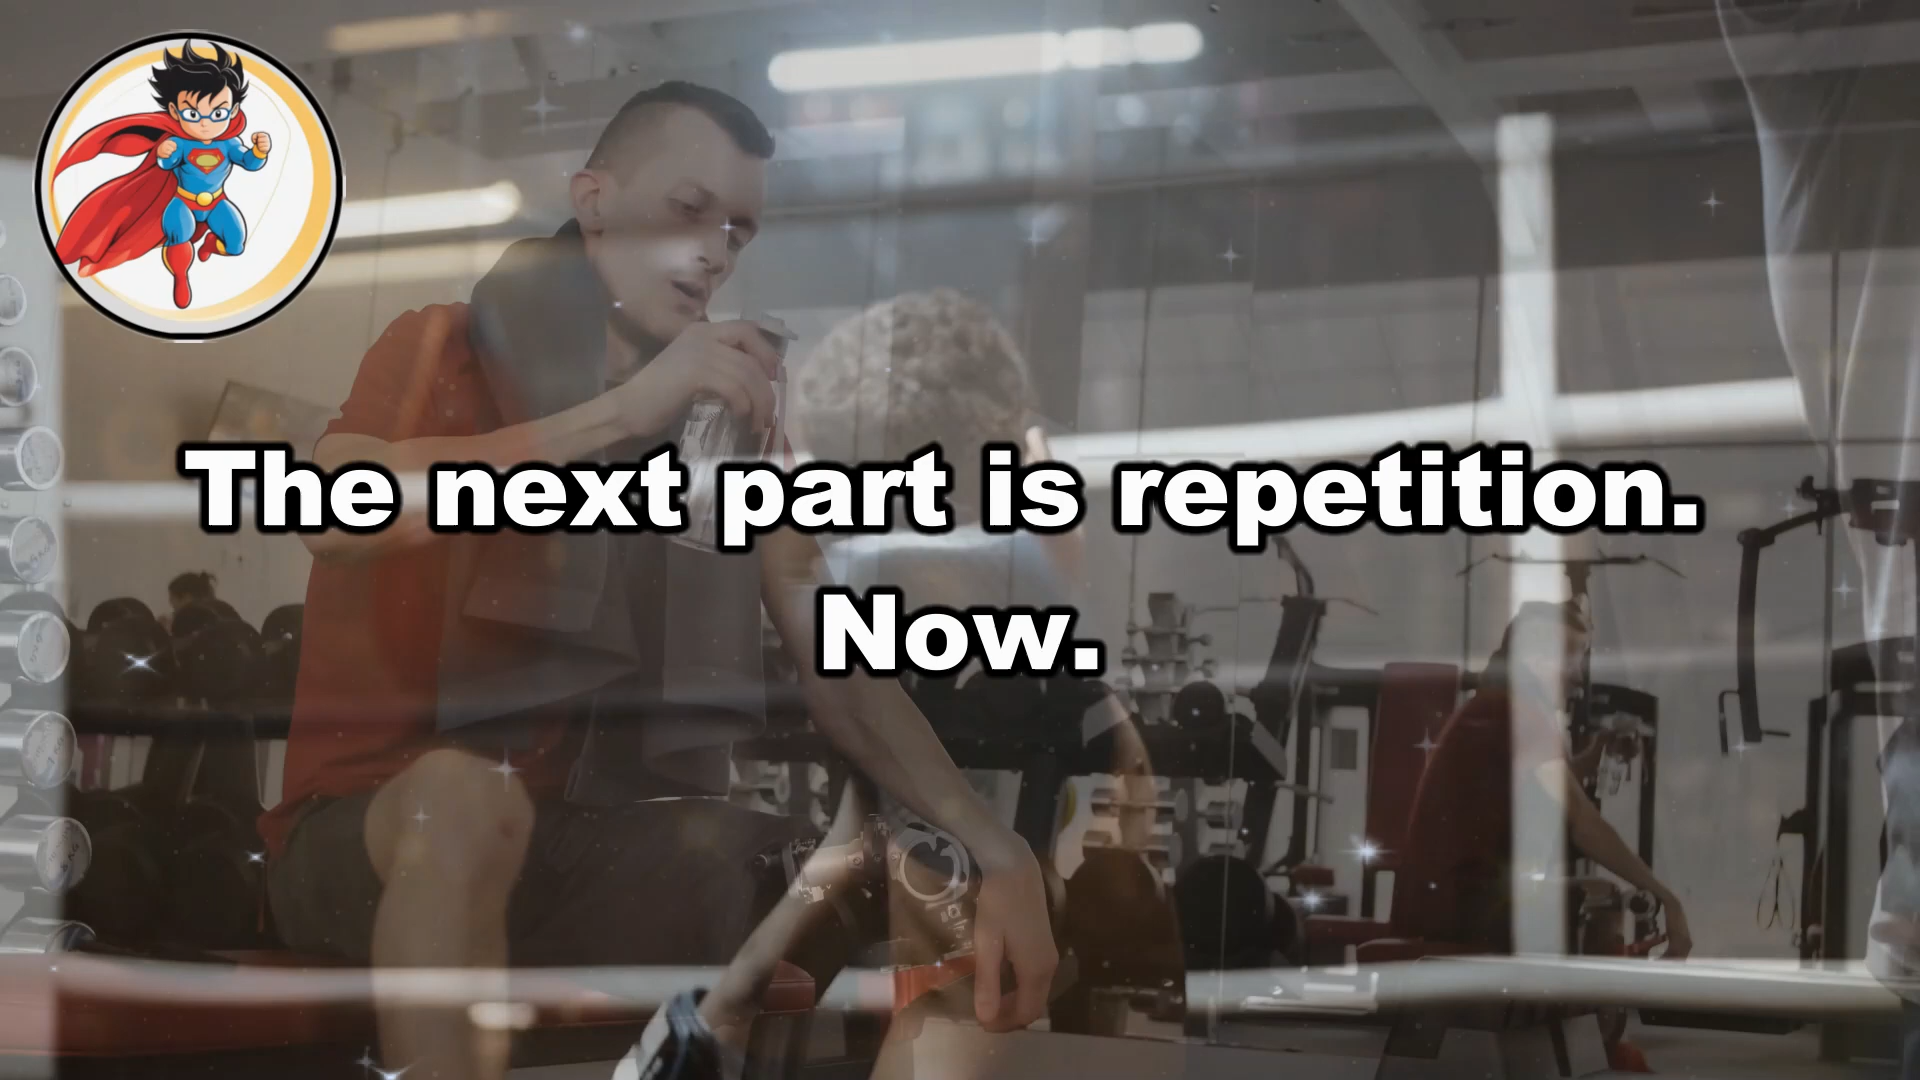 The next part is repetition.
Now.